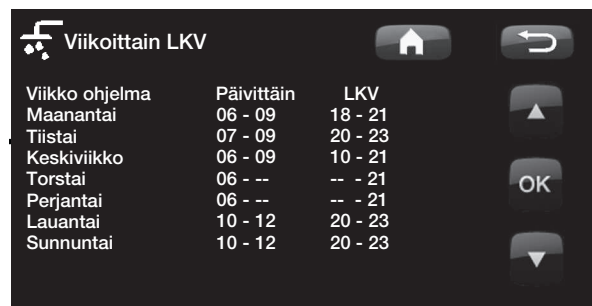 Viikoittain LKV
Viikko ohjelma Päivittäin LKV
Maanantai 06 - 09 18 - 21
Tiistai 07 - 09 20 - 23
Keskiviikko 06 - 09 10 - 21
Torstai 06 - -- -- - 21
Perjantai 06 - -- -- - 21
Lauantai 10 - 12 20 - 23
Sunnuntai 10 - 12 20 - 23
OK